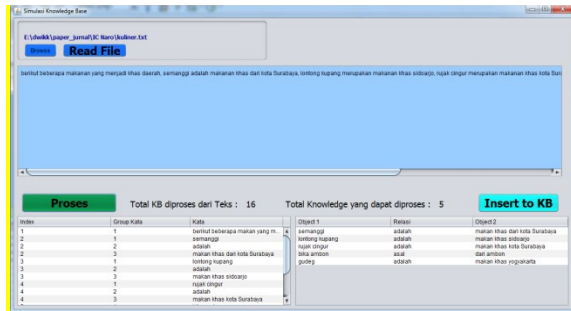 Simulasi Knowledge Base
E:\dwikk\paper_jurnal\IC Naro\kuliner.txt
Browse Read File
berikut beberapa makanan yang menjadi khas daerah, semanggi adalah makanan khas dari kota Surabaya, lontong kupang merupakan makanan khas sidoarjo, rujak cingur merupakan makanan khas kota Sura
Proses Total KB diproses dari Teks : 16 Total Knowledge yang dapat diproses : 5 Insert to KB
Index Group Kata Kata Object 1 Relasi Object 2
1 1 berikut beberapa makan yang m... semanggi adalah makan khas dari kota Surabaya
2 1 semanggi lontong kupang adalah makan khas sidoarjo
2 2 adalah rujak cingur adalah makan khas kota Surabaya
2 3 makan khas dari kota Surabaya bika ambon asal dari ambon
3 1 lontong kupang gudeg adalah makan khas yogyakarta
3 2 adalah
3 3 makan khas sidoarjo
4 1 rujak cingur
4 2 adalah
4 3 makan khas kota Surabaya